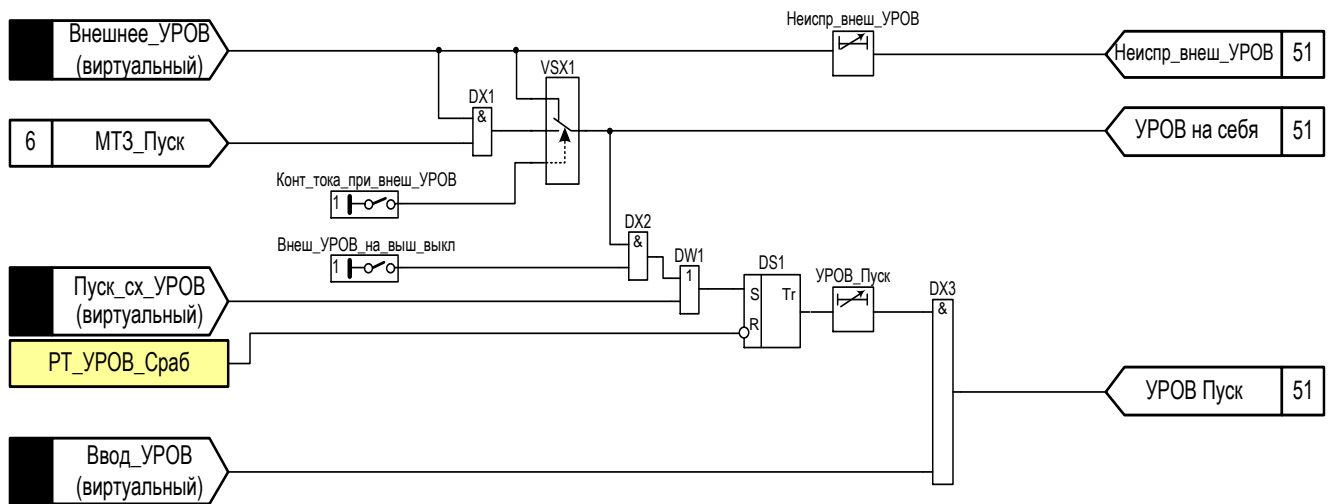 Внешнее_УРОВ
(виртуальный)
Неиспр_внеш_УРОВ
Неиспр_внеш_УРОВ 51
VSX1
DX1
&
6 МТЗ_Пуск
УРОВ на себя 51
Конт_тока_при_внеш_УРОВ
1
DX2
&
Внеш_УРОВ_на_выш_выкл
1
DW1
1
Пуск_сх_УРОВ
(виртуальный)
DS1
S Tr
R
УРОВ_Пуск
DX3
&
РТ_УРОВ_Сраб
УРОВ Пуск 51
Ввод_УРОВ
(виртуальный)